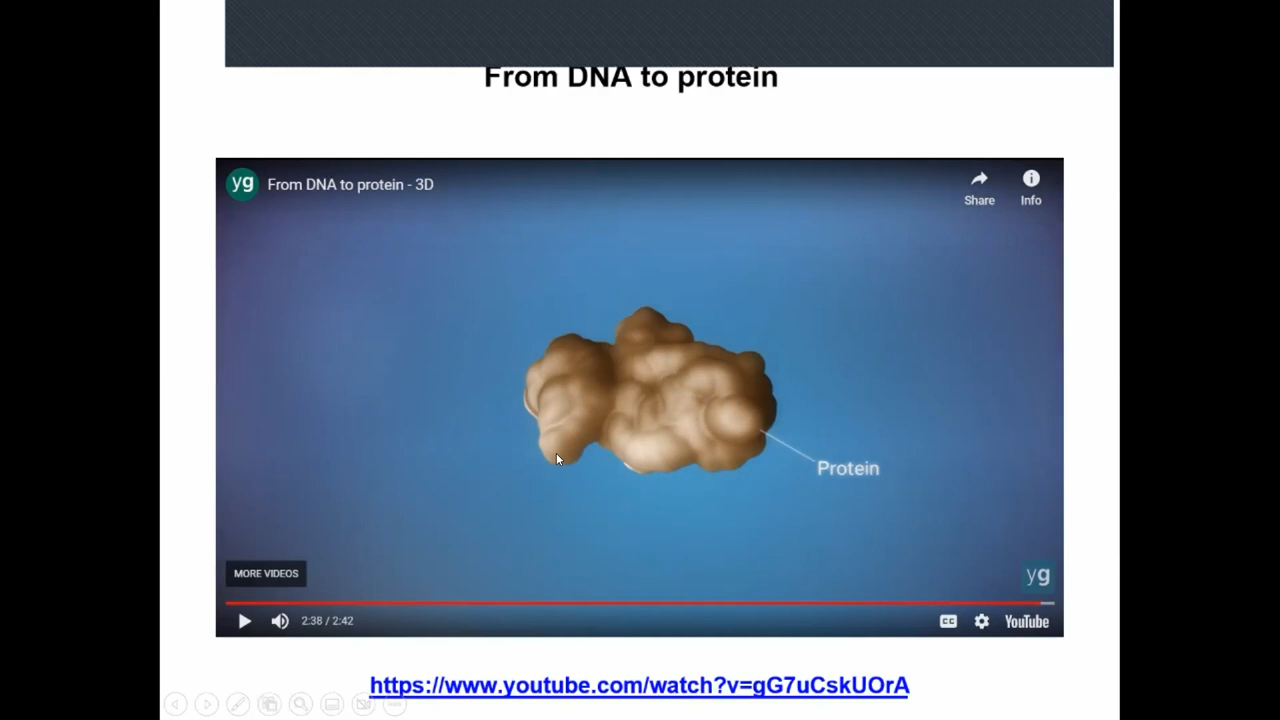 From DNA to protein
yg
From DNA to protein - 3D
Share
Info
Protein
MORE VIDEOS
yg
2:38 / 2:42
CC
YouTube
https://www.youtube.com/watch?v=gG7uCskUOrA